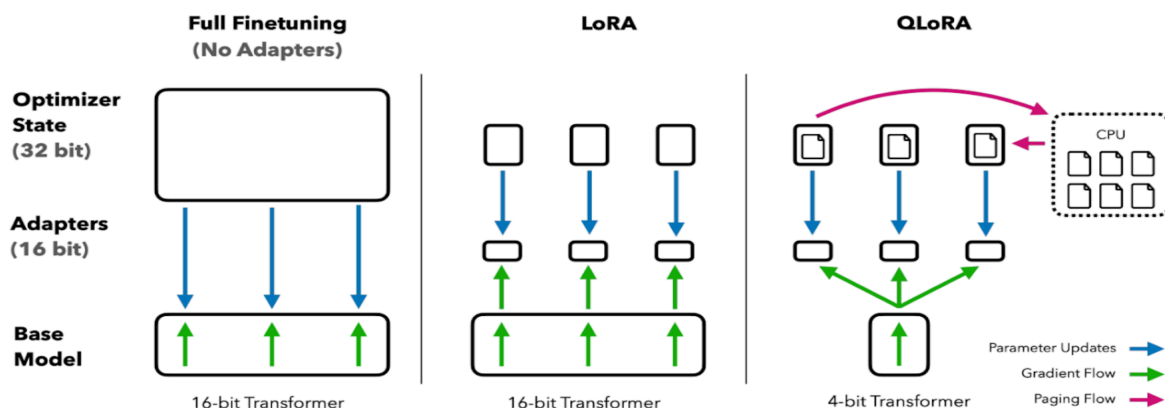 Full Finetuning
(No Adapters)
LoRA
QLoRA
Optimizer
State
(32 bit)
CPU
Adapters
(16 bit)
Base
Model
Parameter Updates
Gradient Flow
Paging Flow
16-bit Transformer
16-bit Transformer
4-bit Transformer